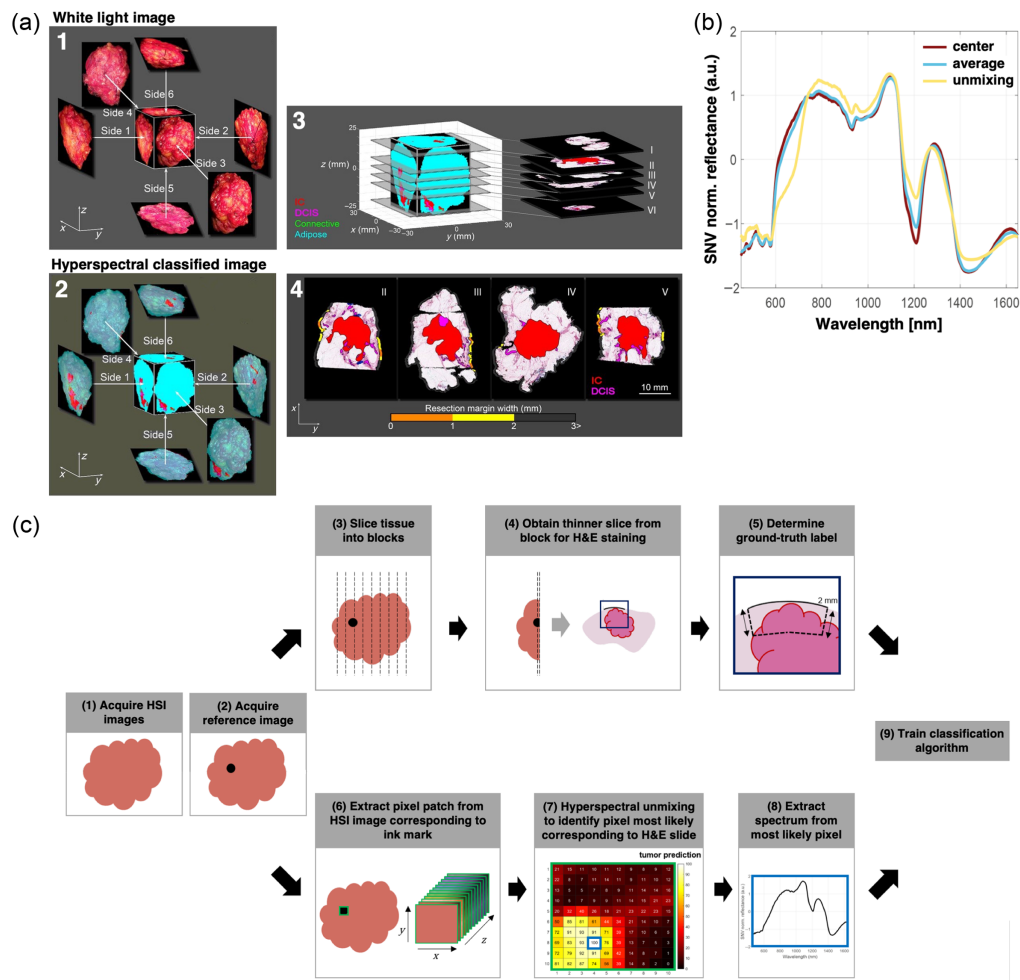 (a)
White light image
1
Side 6
Side 4
Side 1
Side 2
Side 3
Side 5
z
x
y
Hyperspectral classified image
2
Side 6
Side 4
Side 1
Side 2
Side 3
Side 5
z
x
y
3
25
z (mm)
0
−25
−30
0
x (mm)
30
−30
0
y (mm)
30
IC
DCIS
Connective
Adipose
I
II
III
IV
V
VI
4
II
III
IV
V
IC
DCIS
10 mm
x
y
Resection margin width (mm)
0
1
2
3>
(b)
SNV norm. reflectance (a.u.)
2
1
0
−1
−2
center
average
unmixing
600
800
1000
1200
1400
1600
Wavelength [nm]
(c)
(1) Acquire HSI
images
(2) Acquire
reference image
(3) Slice tissue
into blocks
(4) Obtain thinner slice from
block for H&E staining
(5) Determine
ground-truth label
2 mm
(6) Extract pixel patch from
HSI image corresponding to
ink mark
y
x
z
(7) Hyperspectral unmixing
to identify pixel most likely
corresponding to H&E slide
tumor prediction
100
(8) Extract
spectrum from
most likely pixel
SNV norm. reflectance (a.u.)
Wavelength [nm]
(9) Train classification
algorithm